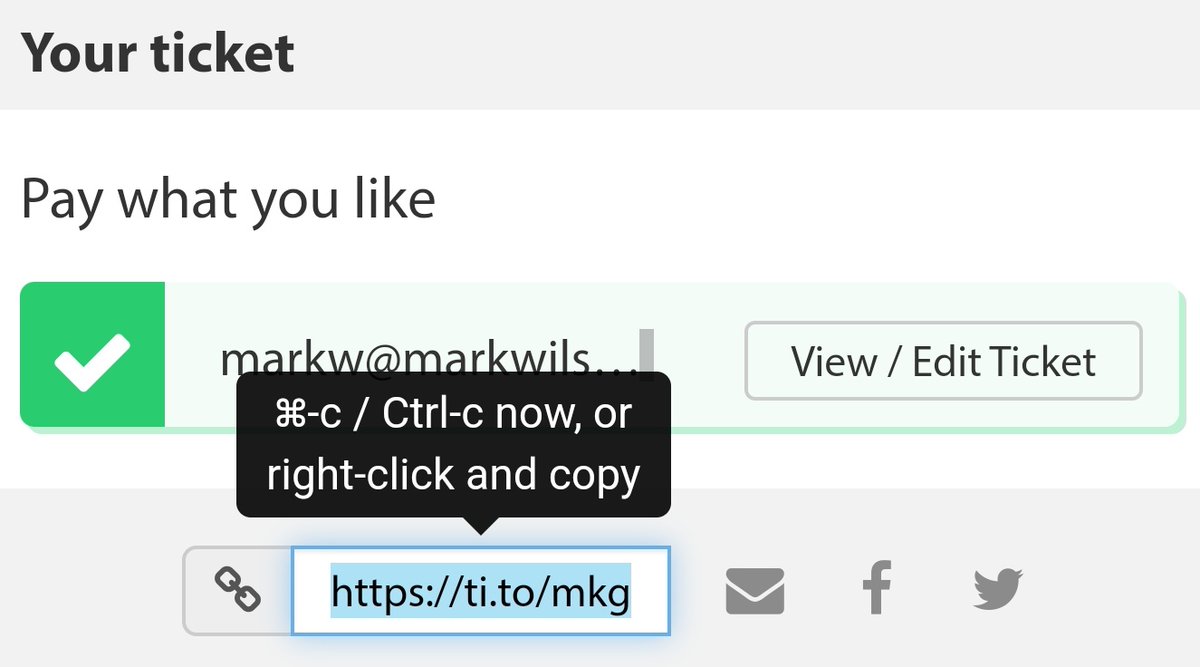 Your ticket
Pay what you like
markw@markwils...
View / Edit Ticket
⌘-c / Ctrl-c now, or
right-click and copy
https://ti.to/mkg